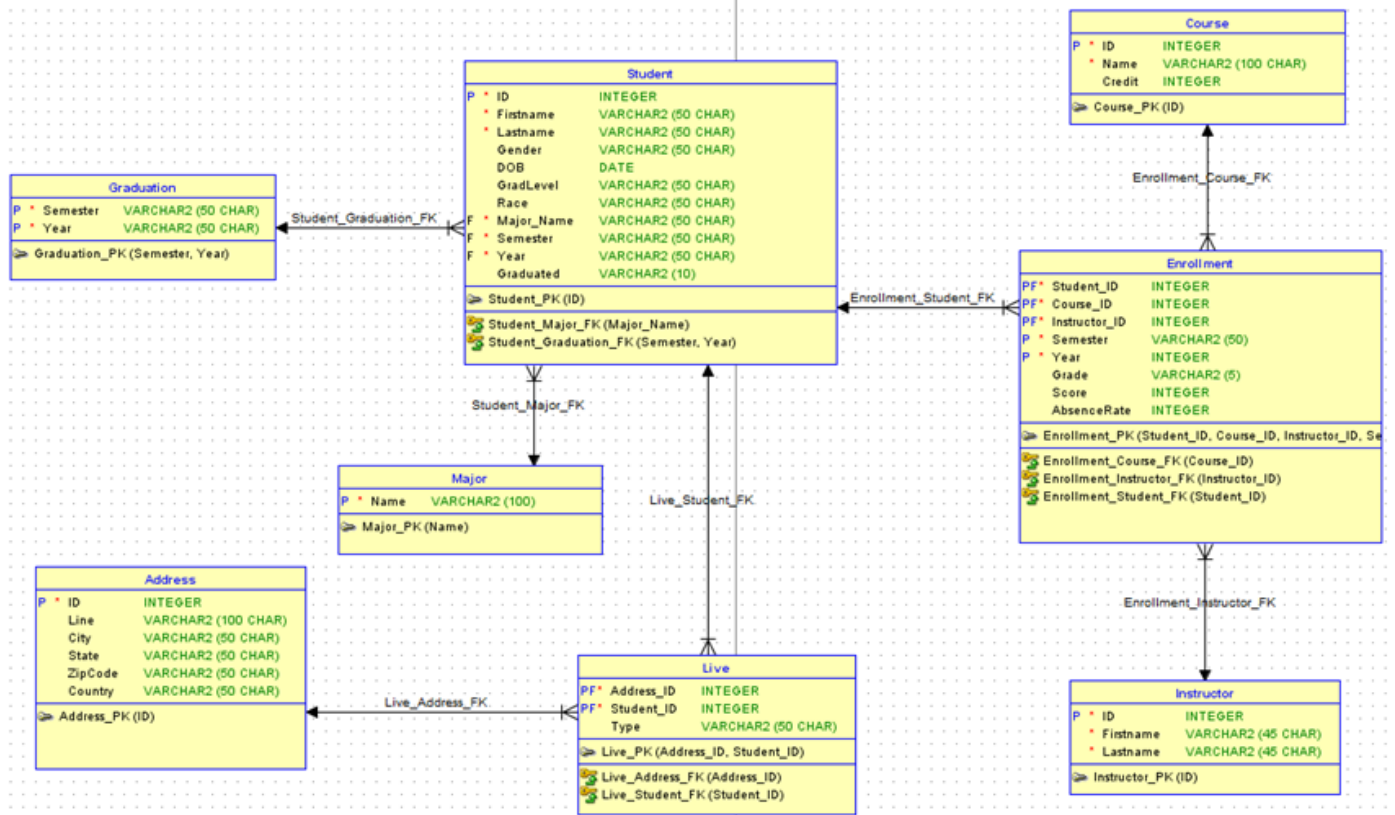 Course
P * ID INTEGER
* Name VARCHAR2 (100 CHAR)
Credit INTEGER
Course_PK (ID)
Student
P * ID INTEGER
* Firstname VARCHAR2 (50 CHAR)
* Lastname VARCHAR2 (50 CHAR)
Gender VARCHAR2 (50 CHAR)
DOB DATE
GradLevel VARCHAR2 (50 CHAR)
Race VARCHAR2 (50 CHAR)
F * Major_Name VARCHAR2 (50 CHAR)
F * Semester VARCHAR2 (50 CHAR)
F * Year VARCHAR2 (50 CHAR)
Graduated VARCHAR2 (10)
Student_PK (ID)
Student_Major_FK (Major_Name)
Student_Graduation_FK (Semester, Year)
Graduation
P * Semester VARCHAR2 (50 CHAR)
P * Year VARCHAR2 (50 CHAR)
Graduation_PK (Semester, Year)
Student_Graduation_FK
Enrollment_Course_FK
Enrollment_Student_FK
Enrollment
PF* Student_ID INTEGER
PF* Course_ID INTEGER
PF* Instructor_ID INTEGER
P * Semester VARCHAR2 (50)
P * Year INTEGER
Grade VARCHAR2 (5)
Score INTEGER
AbsenceRate INTEGER
Enrollment_PK (Student_ID, Course_ID, Instructor_ID, Se
Enrollment_Course_FK (Course_ID)
Enrollment_Instructor_FK (Instructor_ID)
Enrollment_Student_FK (Student_ID)
Student_Major_FK
Major
P * Name VARCHAR2 (100)
Major_PK (Name)
Live_Student_FK
Address
P * ID INTEGER
Line VARCHAR2 (100 CHAR)
City VARCHAR2 (50 CHAR)
State VARCHAR2 (50 CHAR)
ZipCode VARCHAR2 (50 CHAR)
Country VARCHAR2 (50 CHAR)
Address_PK (ID)
Live_Address_FK
Live
PF* Address_ID INTEGER
PF* Student_ID INTEGER
Type VARCHAR2 (50 CHAR)
Live_PK (Address_ID, Student_ID)
Live_Address_FK (Address_ID)
Live_Student_FK (Student_ID)
Enrollment_Instructor_FK
Instructor
P * ID INTEGER
* Firstname VARCHAR2 (45 CHAR)
* Lastname VARCHAR2 (45 CHAR)
Instructor_PK (ID)